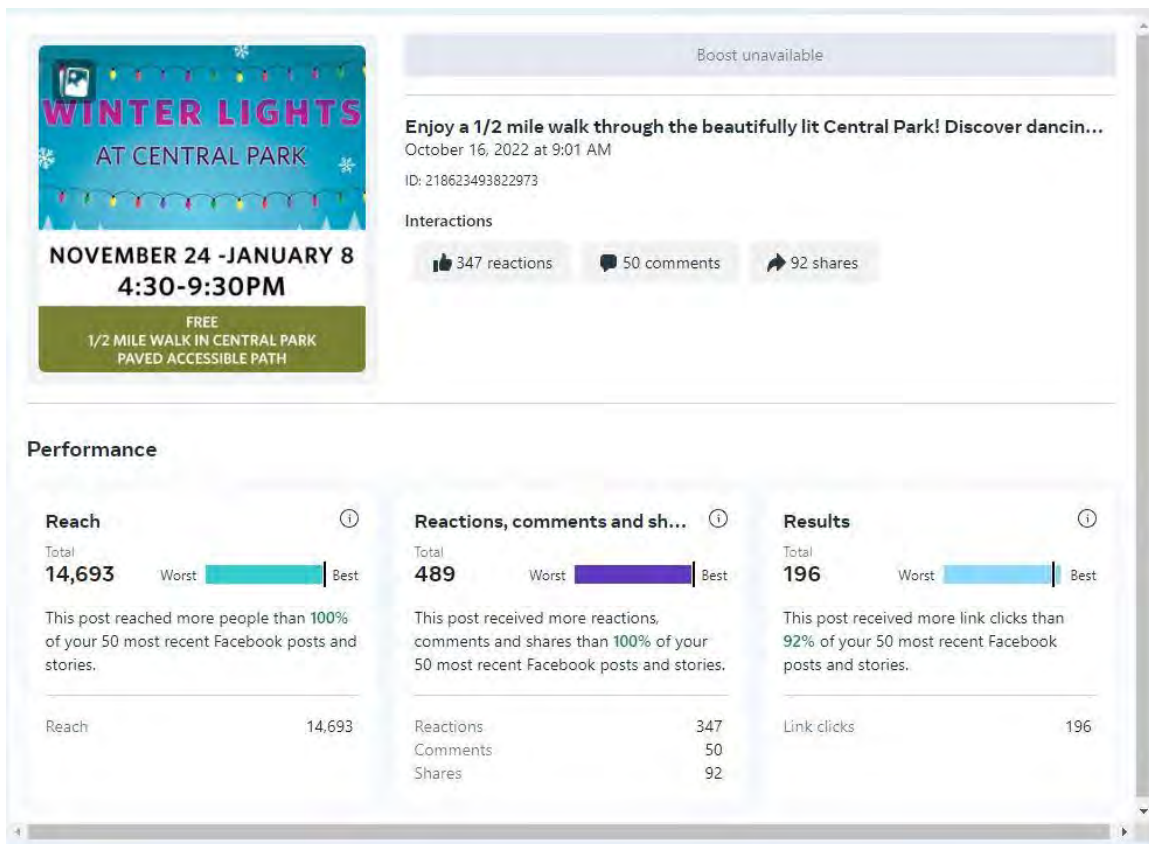 WINTER LIGHTS
AT CENTRAL PARK
NOVEMBER 24 -JANUARY 8
4:30-9:30PM
FREE
1/2 MILE WALK IN CENTRAL PARK
PAVED ACCESSIBLE PATH
Boost unavailable
Enjoy a 1/2 mile walk through the beautifully lit Central Park! Discover dancin...
October 16, 2022 at 9:01 AM
ID: 218623493822973
Interactions
347 reactions
50 comments
92 shares
Performance
Reach
Total
14,693
Worst
Best
This post reached more people than 100%
of your 50 most recent Facebook posts and
stories.
Reach 14,693
Reactions, comments and sh...
Total
489
Worst
Best
This post received more reactions,
comments and shares than 100% of your
50 most recent Facebook posts and stories.
Reactions 347
Comments 50
Shares 92
Results
Total
196
Worst
Best
This post received more link clicks than
92% of your 50 most recent Facebook
posts and stories.
Link clicks 196